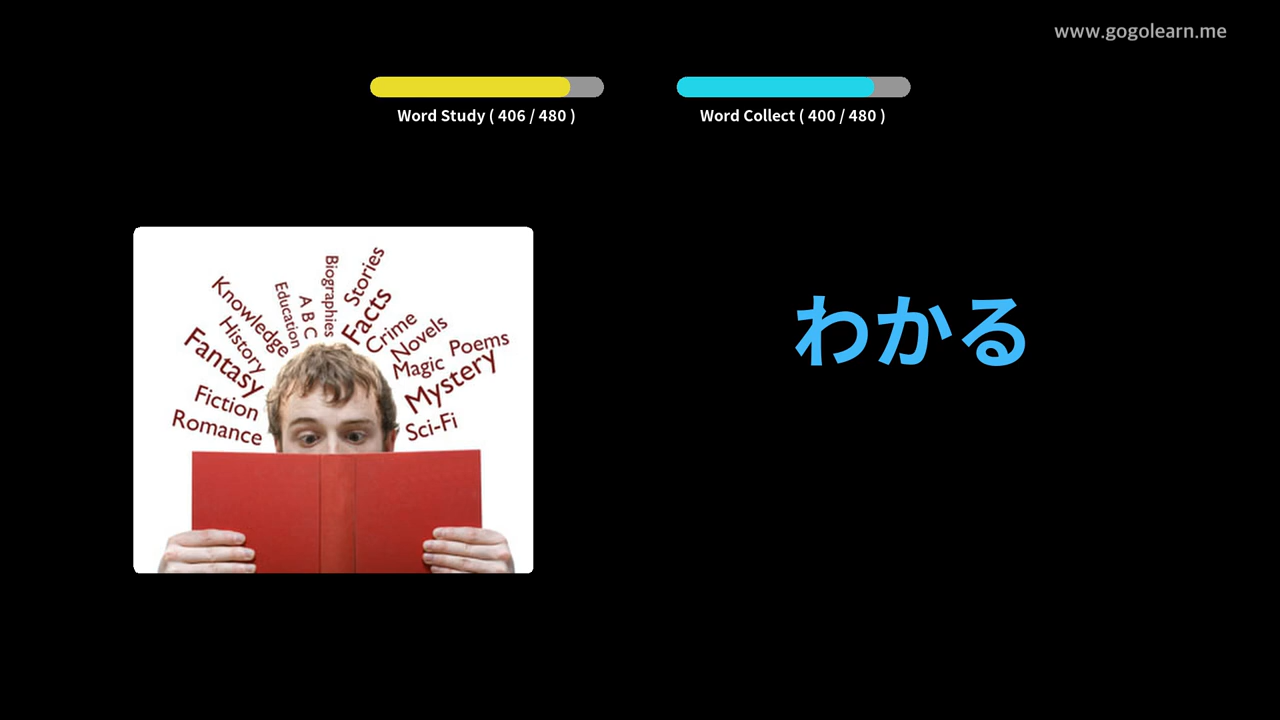 www.gogolearn.me
Word Study ( 406 / 480 )
Word Collect ( 400 / 480 )
わかる
Romance
Fiction
Fantasy
History
Knowledge
Education
A B C
Biographies
Stories
Facts
Crime
Novels
Magic
Poems
Mystery
Sci-Fi